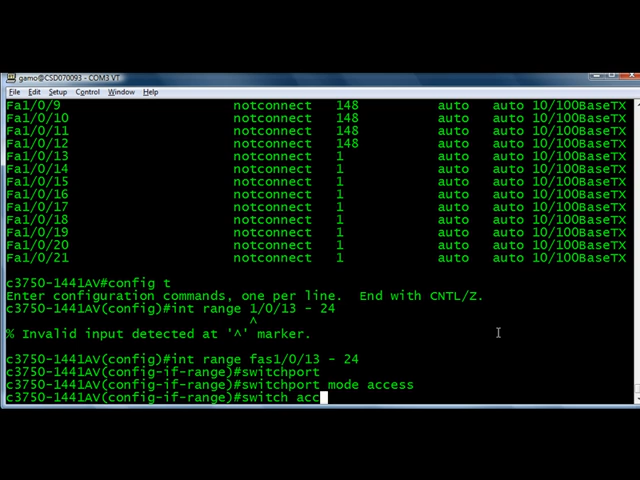 gamo@CSD070093 - COM3 VT
File Edit Setup Control Window Help
Fa1/0/9 notconnect 148 auto auto 10/100BaseTX
Fa1/0/10 notconnect 148 auto auto 10/100BaseTX
Fa1/0/11 notconnect 148 auto auto 10/100BaseTX
Fa1/0/12 notconnect 148 auto auto 10/100BaseTX
Fa1/0/13 notconnect 1 auto auto 10/100BaseTX
Fa1/0/14 notconnect 1 auto auto 10/100BaseTX
Fa1/0/15 notconnect 1 auto auto 10/100BaseTX
Fa1/0/16 notconnect 1 auto auto 10/100BaseTX
Fa1/0/17 notconnect 1 auto auto 10/100BaseTX
Fa1/0/18 notconnect 1 auto auto 10/100BaseTX
Fa1/0/19 notconnect 1 auto auto 10/100BaseTX
Fa1/0/20 notconnect 1 auto auto 10/100BaseTX
Fa1/0/21 notconnect 1 auto auto 10/100BaseTX
c3750-1441AV#config t
Enter configuration commands, one per line. End with CNTL/Z.
c3750-1441AV(config)#int range 1/0/13 - 24
^
% Invalid input detected at '^' marker.
c3750-1441AV(config)#int range fas1/0/13 - 24
c3750-1441AV(config-if-range)#switchport
c3750-1441AV(config-if-range)#switchport mode access
c3750-1441AV(config-if-range)#switch acc